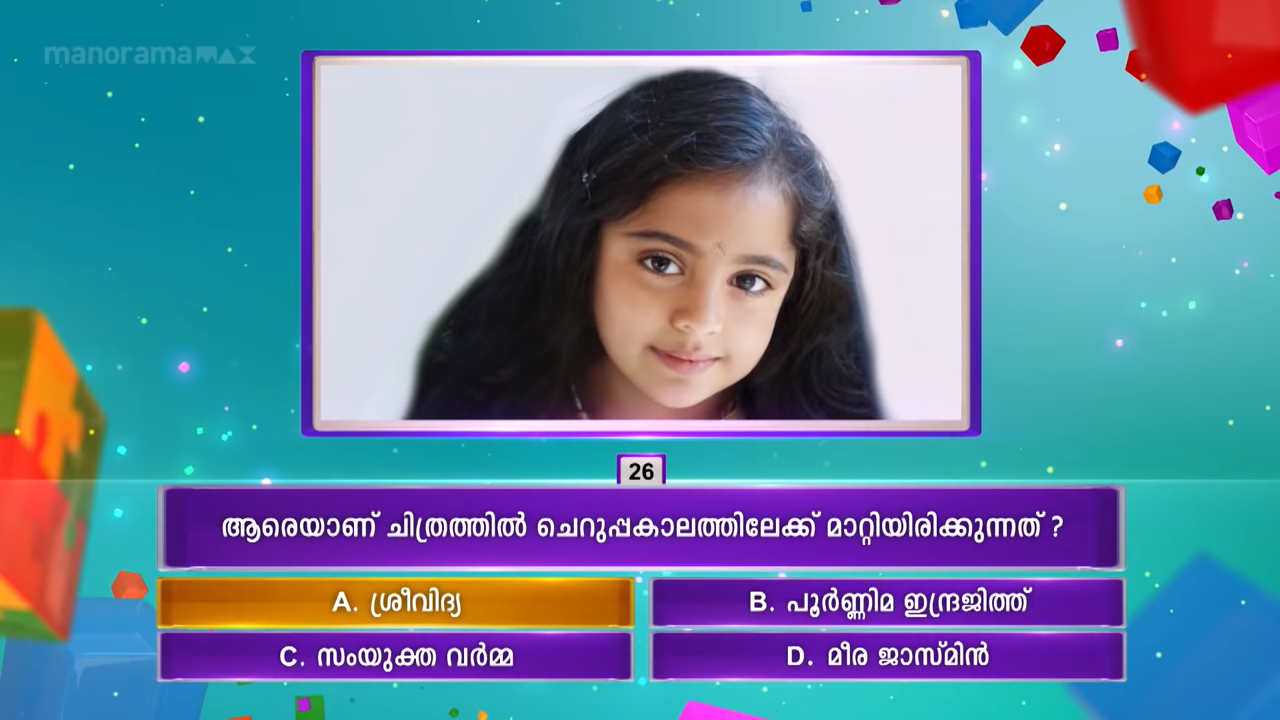 manoramaMAX
26
ആരെയാണ് ചിത്രത്തിൽ ചെറുപ്പകാലത്തിലേക്ക് മാറ്റിയിരിക്കുന്നത് ?
A. ശ്രീവിദ്യ
B. പൂർണ്ണിമ ഇന്ദ്രജിത്ത്
C. സംയുക്ത വർമ്മ
D. മീര ജാസ്മിൻ